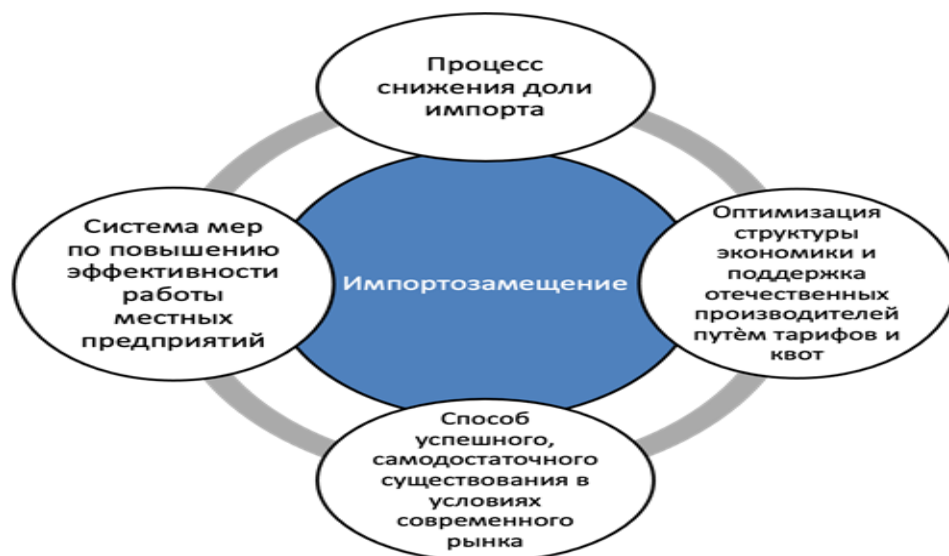 Процесс
снижения доли
импорта
Система мер
по повышению
эффективности
работы
местных
предприятий
Импортозамещение
Оптимизация
структуры
экономики и
поддержка
отечественных
производителей
путѐм тарифов и
квот
Способ
успешного,
самодостаточного
существования в
условиях
современного
рынка